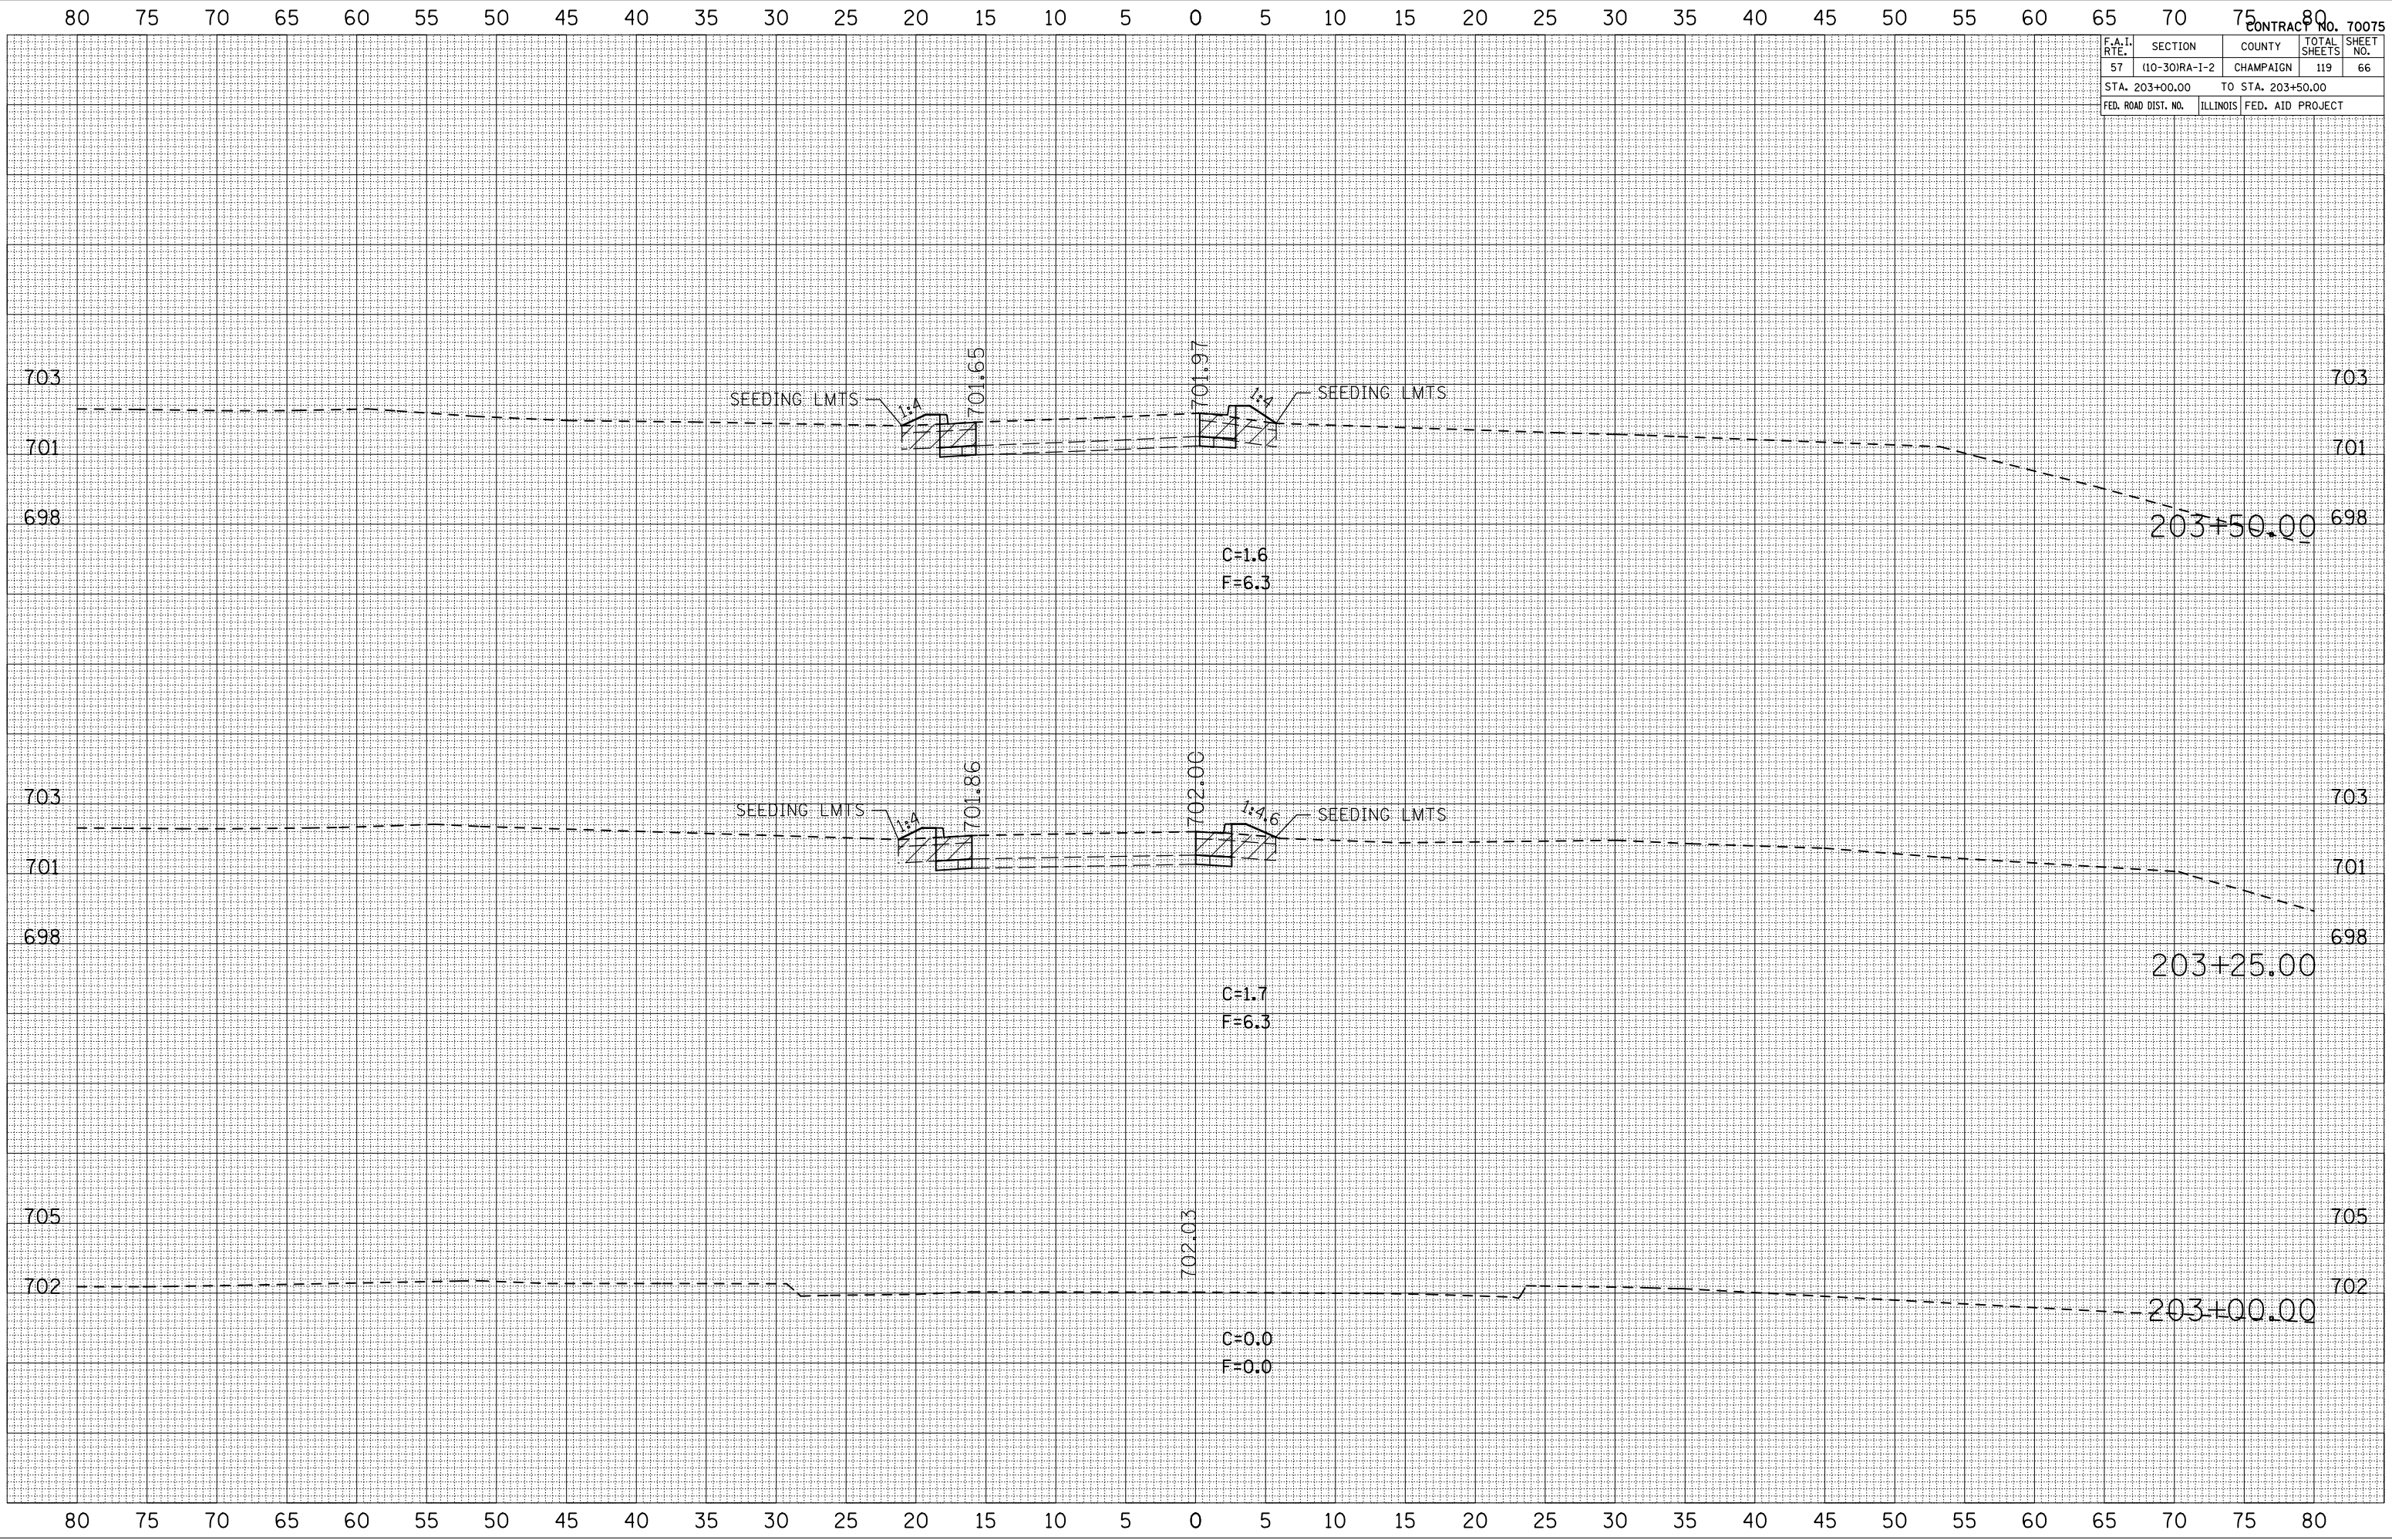 80 75 70 65 60 55 50 45 40 35 30 25 20 15 10 5 0 5 10 15 20 25 30 35 40 45 50 55 60 65 70 75 80
CONTRACT NO. 70075
F.A.I. RTE. SECTION COUNTY TOTAL SHEETS SHEET NO.
57 (10-30)RA-I-2 CHAMPAIGN 119 66
STA. 203+00.00 TO STA. 203+50.00
FED. ROAD DIST. NO. ILLINOIS FED. AID PROJECT
701.65
701.97
703 703
SEEDING LMTS 1:4 1:4 SEEDING LMTS
701 701
698 203+50.00 698
C=1.6
F=6.3
701.86
702.00
703 703
SEEDING LMTS 1:4 1:4.6 SEEDING LMTS
701 701
698 698
203+25.00
C=1.7
F=6.3
705 705
702.03
702 702
203+00.00
C=0.0
F=0.0
80 75 70 65 60 55 50 45 40 35 30 25 20 15 10 5 0 5 10 15 20 25 30 35 40 45 50 55 60 65 70 75 80